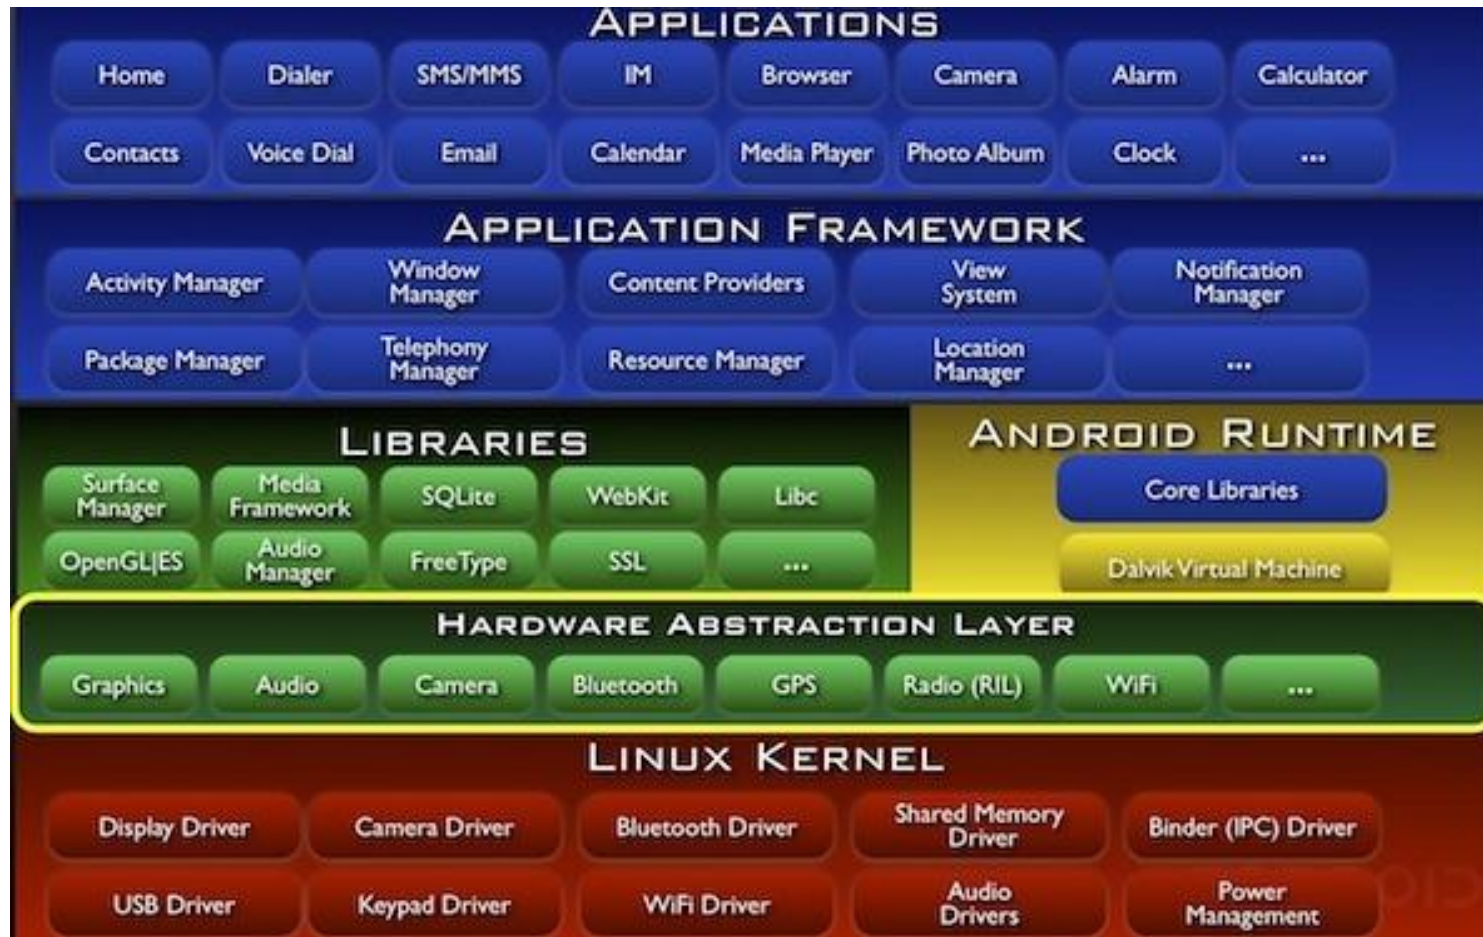 APPLICATIONS
Home Dialer SMS/MMS IM Browser Camera Alarm Calculator
Contacts Voice Dial Email Calendar Media Player Photo Album Clock ...
APPLICATION FRAMEWORK
Activity Manager Window Manager Content Providers View System Notification Manager
Package Manager Telephony Manager Resource Manager Location Manager ...
LIBRARIES
Surface Manager Media Framework SQLite WebKit Libc
OpenGL|ES Audio Manager FreeType SSL ...
ANDROID RUNTIME
Core Libraries
Dalvik Virtual Machine
HARDWARE ABSTRACTION LAYER
Graphics Audio Camera Bluetooth GPS Radio (RIL) WiFi ...
LINUX KERNEL
Display Driver Camera Driver Bluetooth Driver Shared Memory Driver Binder (IPC) Driver
USB Driver Keypad Driver WiFi Driver Audio Drivers Power Management